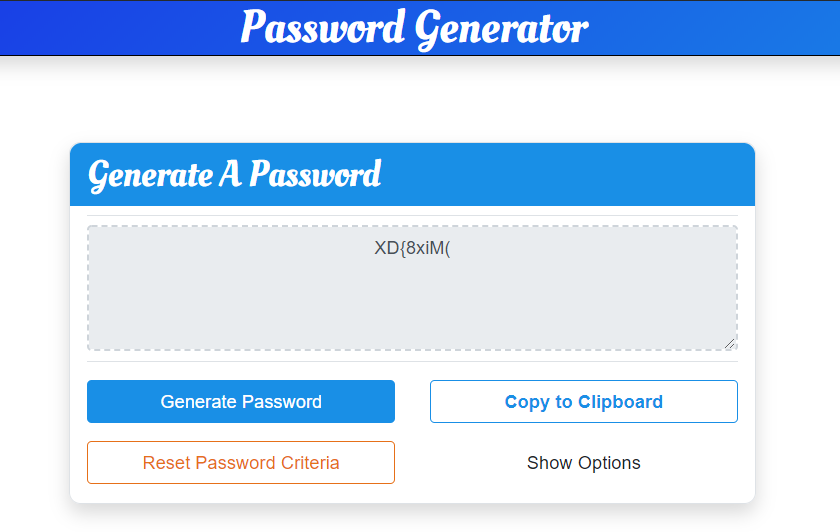 Password Generator
Generate A Password
XD{8xiM(
Generate Password
Copy to Clipboard
Reset Password Criteria
Show Options